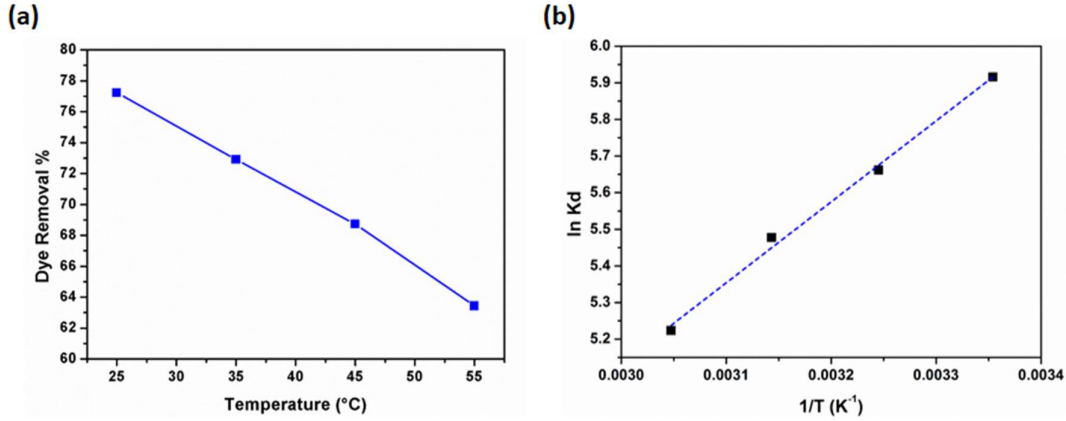 (a)
80
78
76
74
72
70
68
66
64
62
60
Dye Removal %
25 30 35 40 45 50 55
Temperature (°C)
(b)
6.0
5.9
5.8
5.7
5.6
5.5
5.4
5.3
5.2
ln Kd
0.0030 0.0031 0.0032 0.0033 0.0034
1/T (K⁻¹)